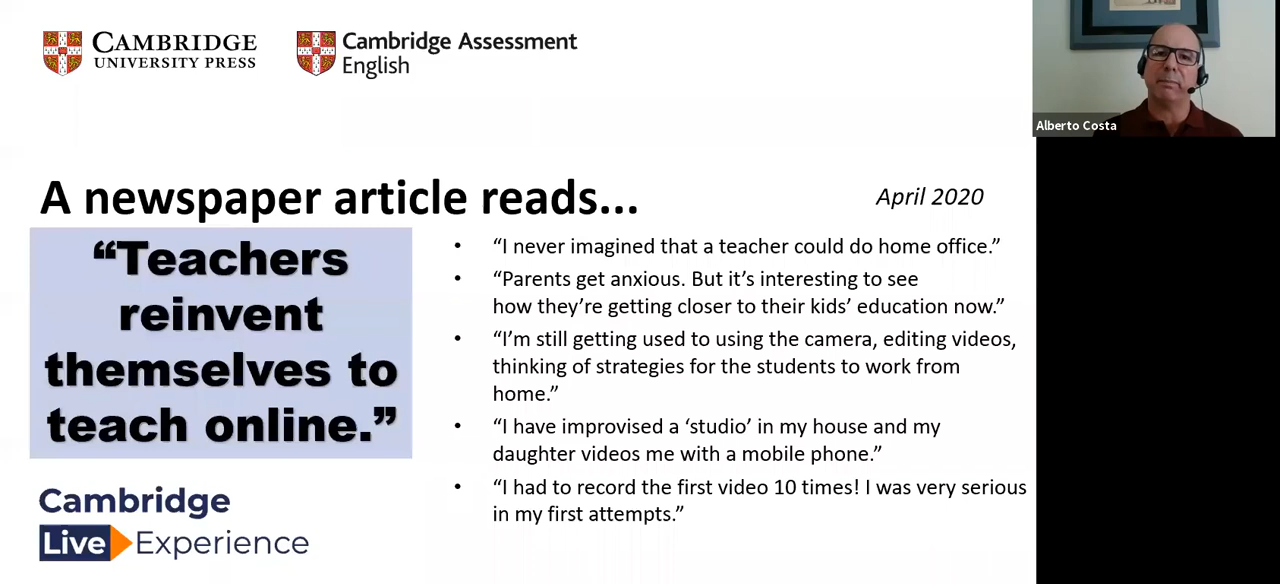 CAMBRIDGE
UNIVERSITY PRESS
Cambridge Assessment
English
Alberto Costa
A newspaper article reads...
April 2020
“Teachers
reinvent
themselves to
teach online.”
• “I never imagined that a teacher could do home office.”
• “Parents get anxious. But it’s interesting to see
how they’re getting closer to their kids’ education now.”
• “I’m still getting used to using the camera, editing videos,
thinking of strategies for the students to work from
home.”
• “I have improvised a ‘studio’ in my house and my
daughter videos me with a mobile phone.”
• “I had to record the first video 10 times! I was very serious
in my first attempts.”
Cambridge
Live Experience